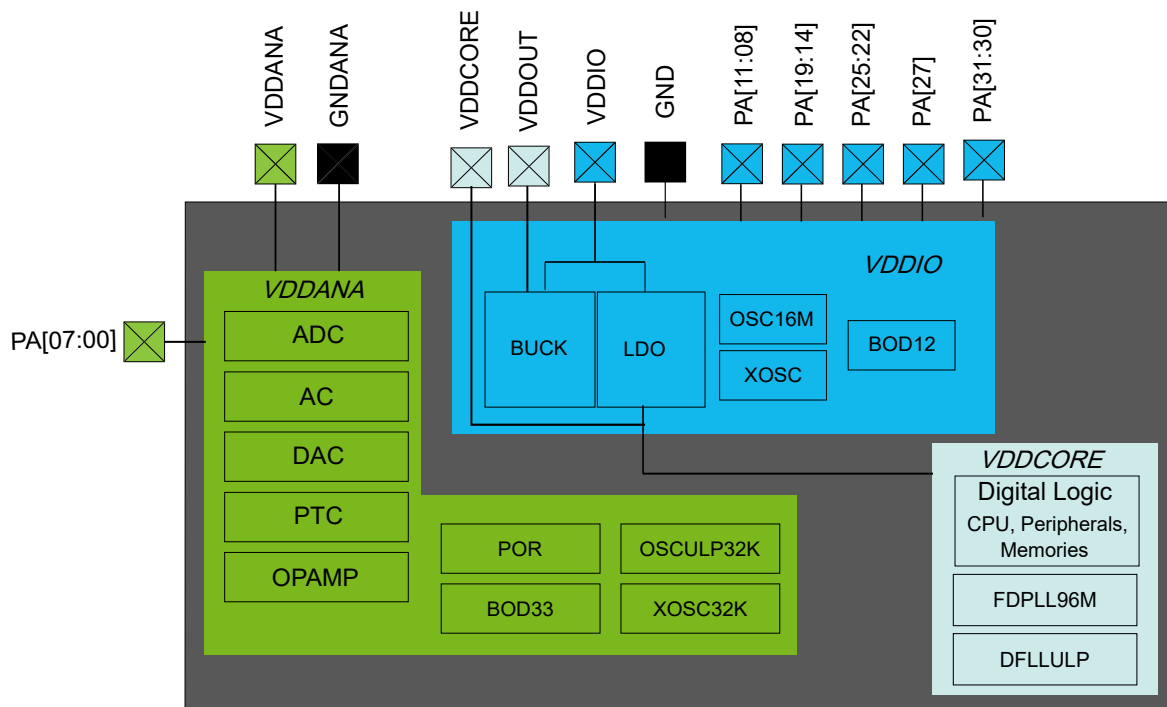 VDDANA
GNDANA
VDDCORE
VDDOUT
VDDIO
GND
PA[11:08]
PA[19:14]
PA[25:22]
PA[27]
PA[31:30]
PA[07:00]
VDDANA
ADC
AC
DAC
PTC
OPAMP
POR
OSCULP32K
BOD33
XOSC32K
VDDIO
BUCK
LDO
OSC16M
XOSC
BOD12
VDDCORE
Digital Logic
CPU, Peripherals,
Memories
FDPLL96M
DFLLULP